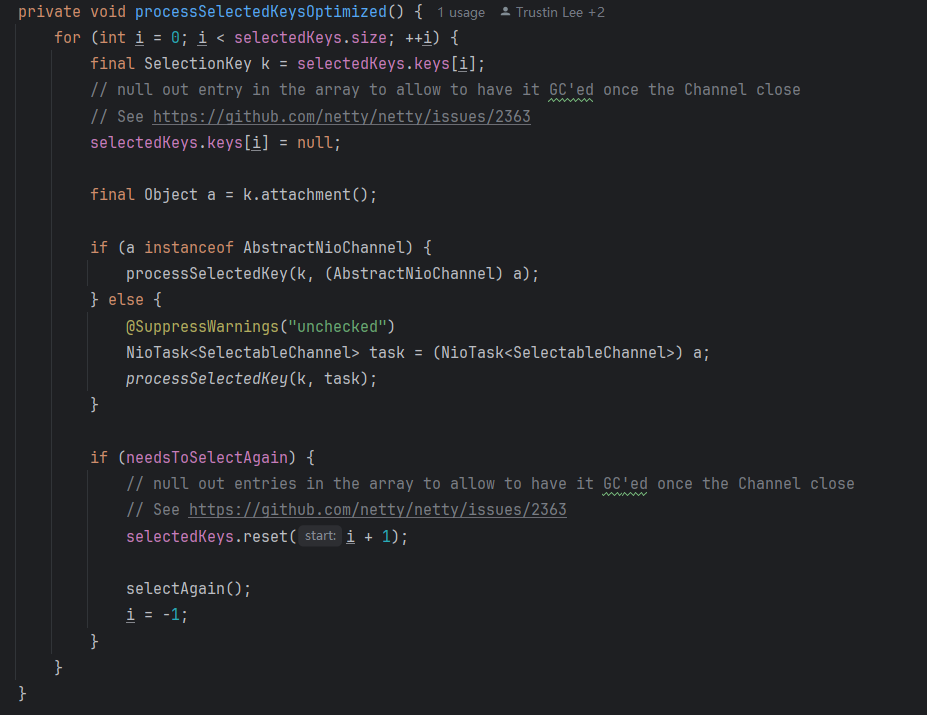 private void processSelectedKeysOptimized() { 1 usage Trustin Lee +2
for (int i = 0; i < selectedKeys.size; ++i) {
final SelectionKey k = selectedKeys.keys[i];
// null out entry in the array to allow to have it GC'ed once the Channel close
// See https://github.com/netty/netty/issues/2363
selectedKeys.keys[i] = null;
final Object a = k.attachment();
if (a instanceof AbstractNioChannel) {
processSelectedKey(k, (AbstractNioChannel) a);
} else {
@SuppressWarnings("unchecked")
NioTask<SelectableChannel> task = (NioTask<SelectableChannel>) a;
processSelectedKey(k, task);
}
if (needsToSelectAgain) {
// null out entries in the array to allow to have it GC'ed once the Channel close
// See https://github.com/netty/netty/issues/2363
selectedKeys.reset( start: i + 1);
selectAgain();
i = -1;
}
}
}